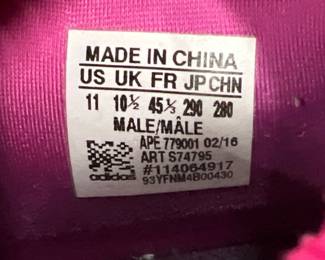 MADE IN CHINA
US UK FR JP CHN
11 10½ 45⅓ 290 280
MALE/MÂLE
APE 779001 02/16
ART S74795
#114064917
93YFNM4B00430
adidas